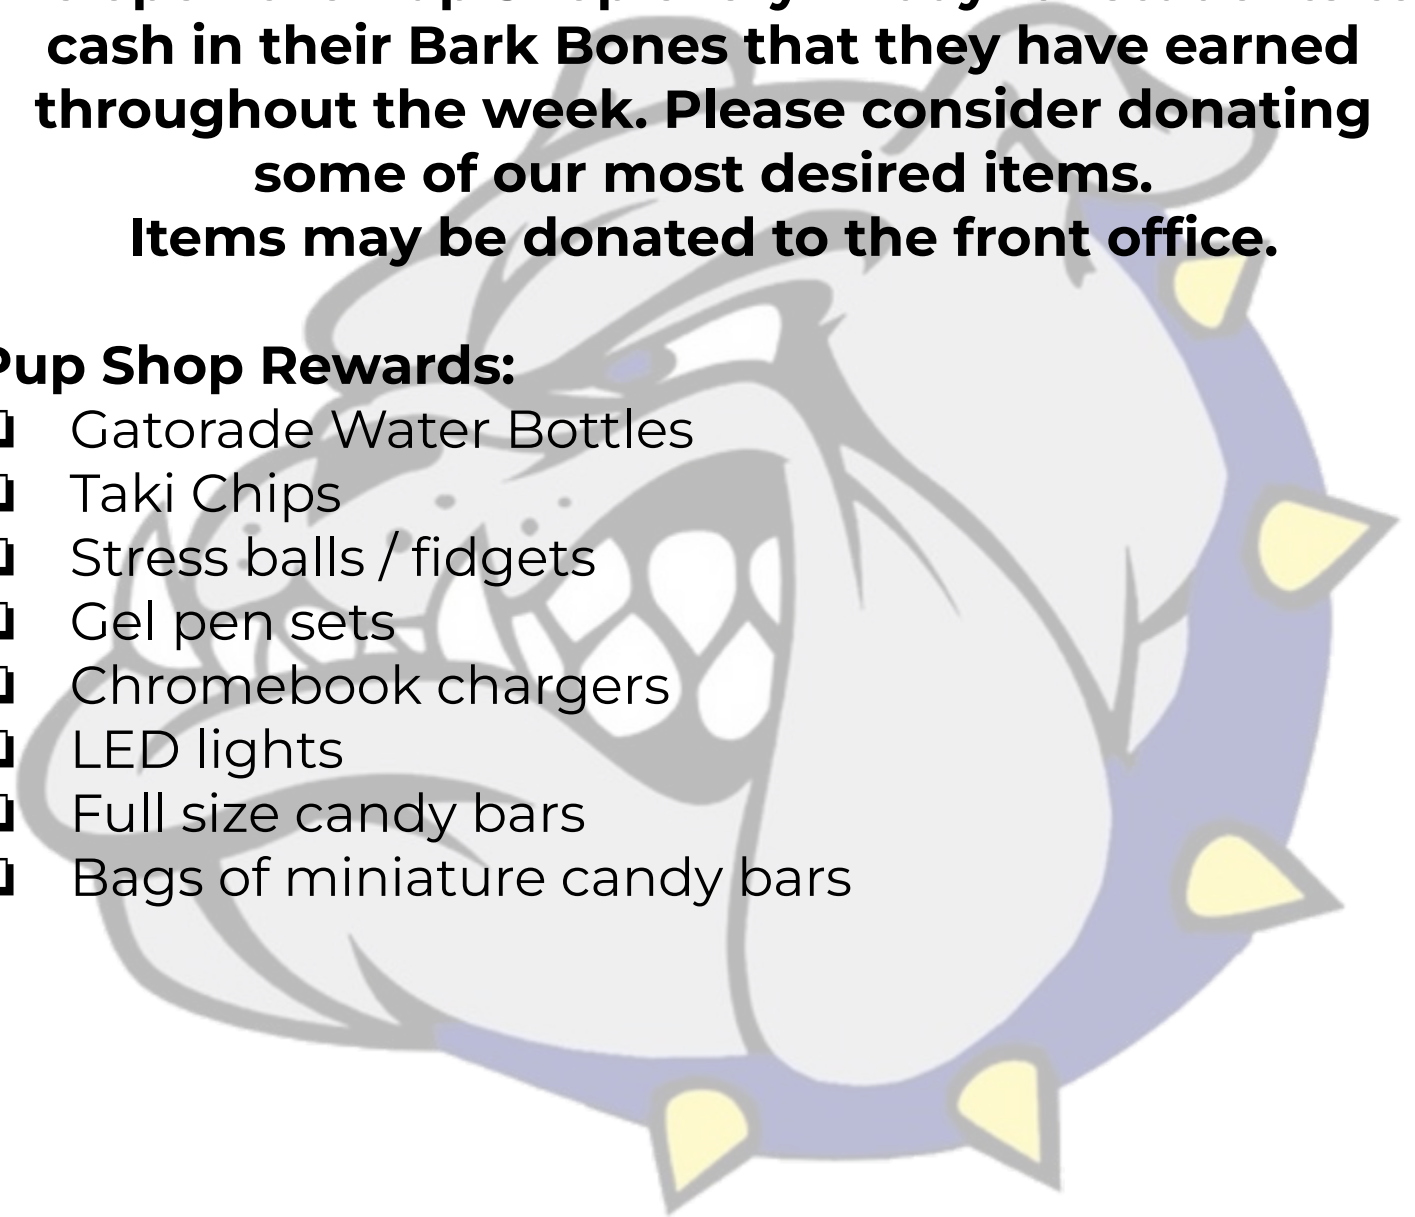 cash in their Bark Bones that they have earned
throughout the week. Please consider donating
some of our most desired items.
Items may be donated to the front office.
Pup Shop Rewards:
Gatorade Water Bottles
Taki Chips
Stress balls / fidgets
Gel pen sets
Chromebook chargers
LED lights
Full size candy bars
Bags of miniature candy bars